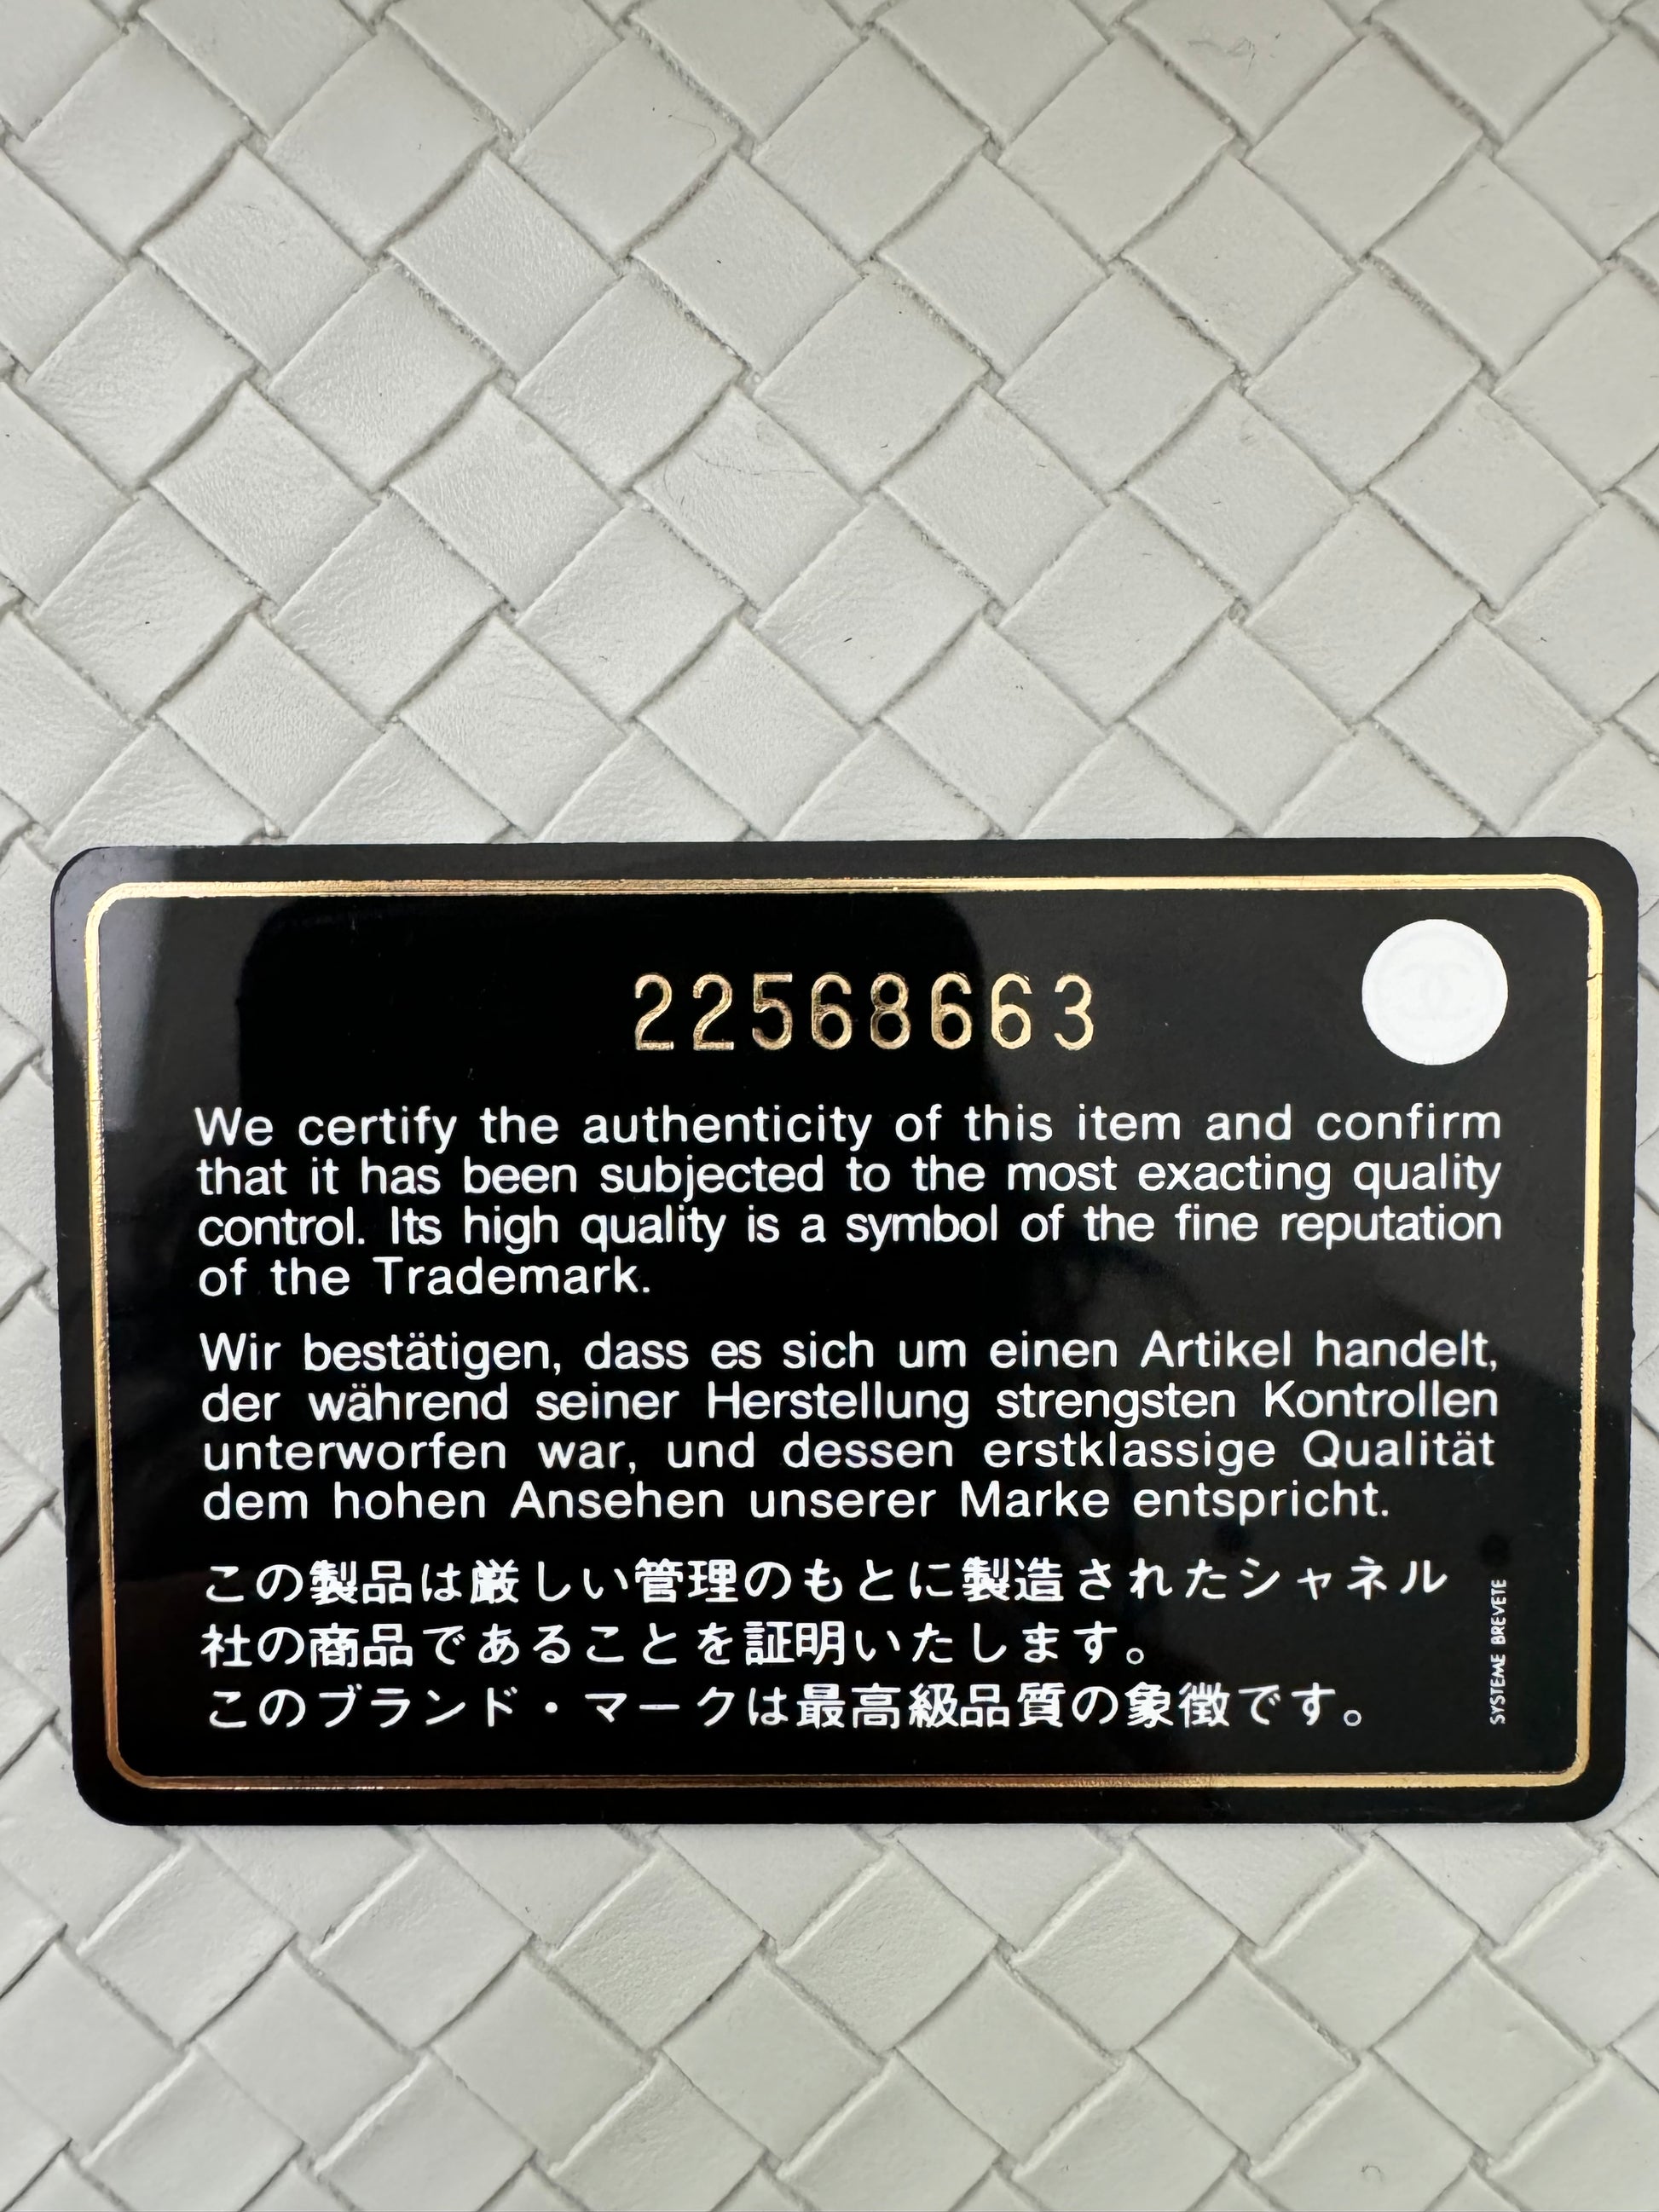 22568663
We certify the authenticity of this item and confirm
that it has been subjected to the most exacting quality
control. Its high quality is a symbol of the fine reputation
of the Trademark.
Wir bestätigen, dass es sich um einen Artikel handelt,
der während seiner Herstellung strengsten Kontrollen
unterworfen war, und dessen erstklassige Qualität
dem hohen Ansehen unserer Marke entspricht.
この製品は厳しい管理のもとに製造されたシャネル
社の商品であることを証明いたします。
このブランド・マークは最高級品質の象徴です。
SYSTEME BREVETE